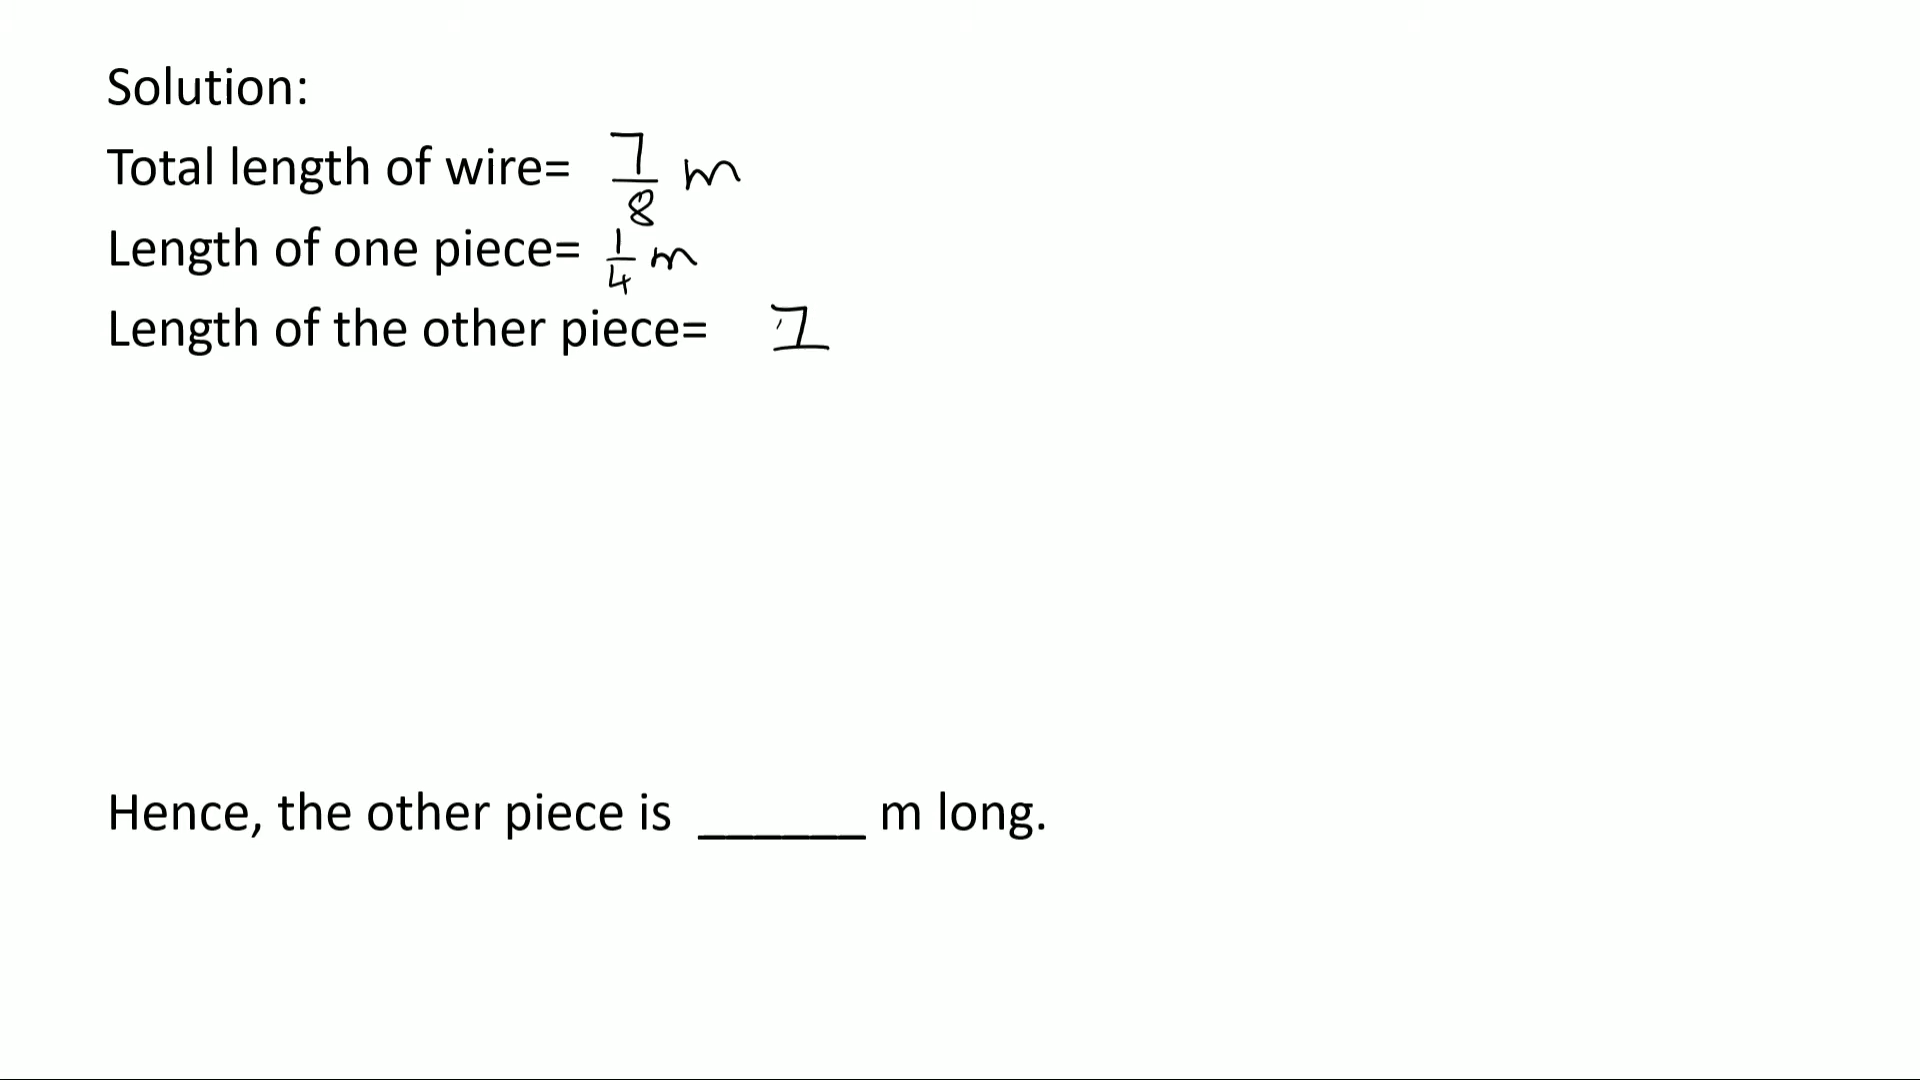 Solution:
Total length of wire= 7/8 m
Length of one piece= 1/4 m
Length of the other piece= 7
Hence, the other piece is ______ m long.